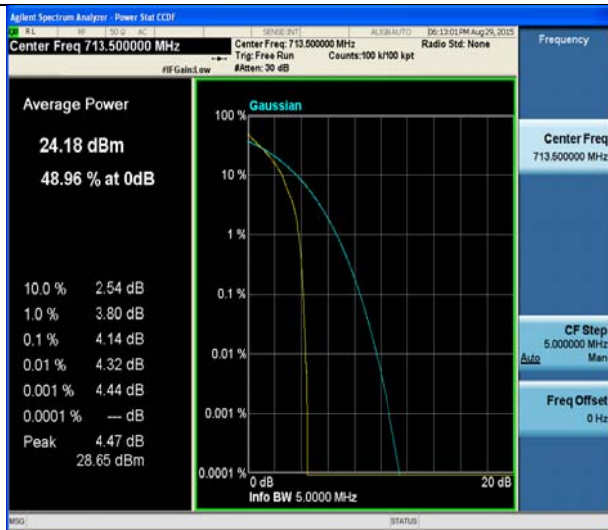 Agilent Spectrum Analyzer - Power Stat CCDF
RL RF 50 Ω AC SENSE:INT ALIGN AUTO 06:13:01 PM Aug 29, 2015
Center Freq 713.500000 MHz
Center Freq: 713.500000 MHz Radio Std: None
Trig: Free Run Counts:100 k/100 kpt
#IFGain:Low #Atten: 30 dB
Frequency
Average Power
24.18 dBm
48.96 % at 0dB
10.0 % 2.54 dB
1.0 % 3.80 dB
0.1 % 4.14 dB
0.01 % 4.32 dB
0.001 % 4.44 dB
0.0001 % --- dB
Peak 4.47 dB
28.65 dBm
Gaussian
100 %
10 %
1 %
0.1 %
0.01 %
0.001 %
0.0001 %
0 dB 20 dB
Info BW 5.0000 MHz
Center Freq
713.500000 MHz
CF Step
5.000000 MHz
Auto Man
Freq Offset
0 Hz
MSG STATUS